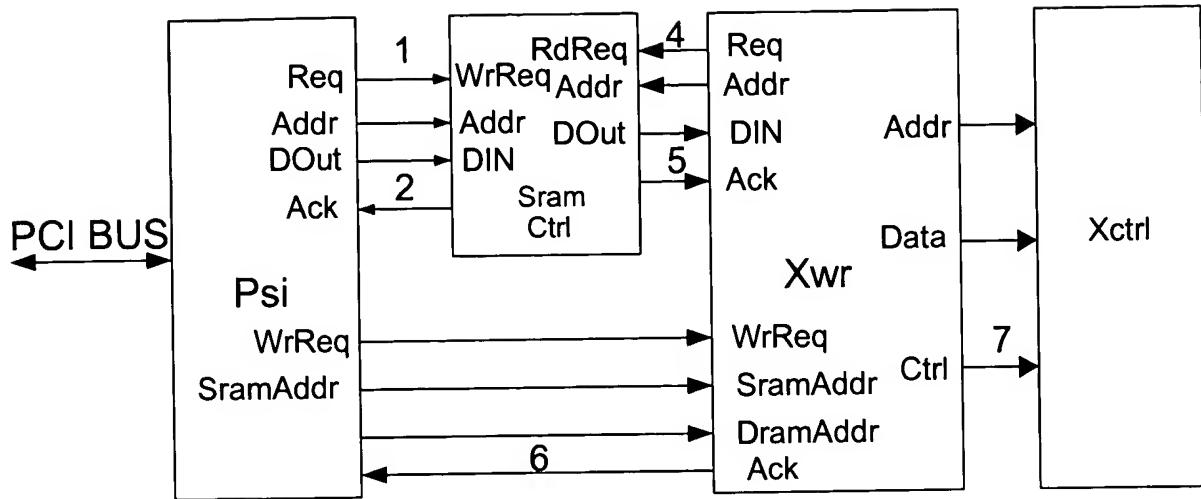 1
4
RdReq
Req
Req
WrReq
Addr
Addr
Addr
Addr
DOut
DIN
Addr
DOut
DIN
5
2
Ack
Ack
Sram
Ctrl
PCI BUS
Data
Xctrl
Psi
Xwr
WrReq
WrReq
7
SramAddr
SramAddr
Ctrl
DramAddr
6
Ack